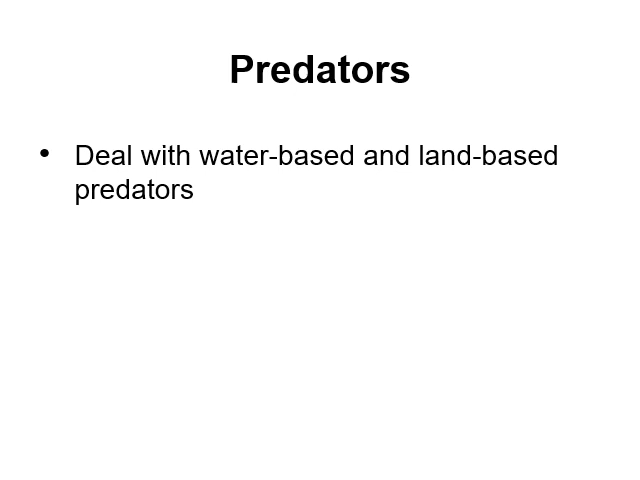 Predators
• Deal with water-based and land-based
predators